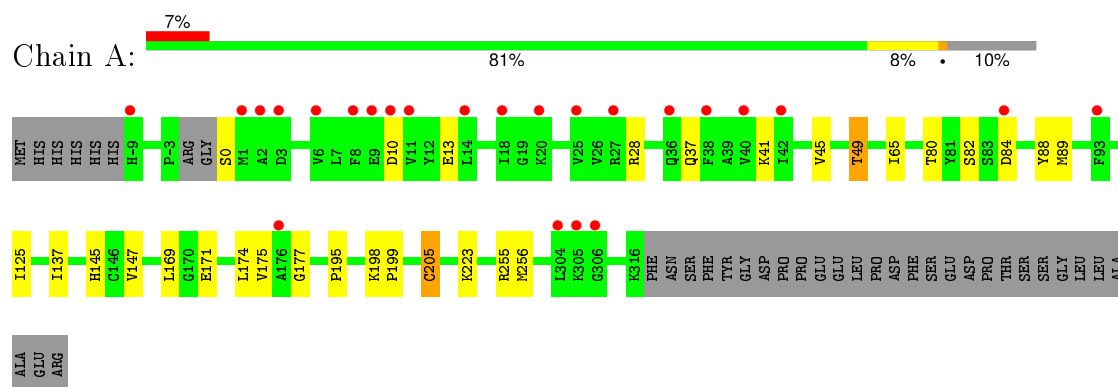 7%
Chain A:
81% 8% • 10%
MET HIS HIS HIS HIS HIS H-9 P-3 ARG GLY S0 M1 A2 D3 V6 L7 F8 E9 D10 V11 Y12 E13 L14 I18 G19 K20 V25 V26 R27 R28 Q36 Q37 F38 A39 V40 K41 I42 V45 T49 I65 T80 Y81 S82 S83 D84 Y88 M89 F93
I125 I137 H145 C146 V147 L169 G170 E171 L174 V175 A176 G177 P195 K198 P199 C205 K223 R255 M256 L304 K305 G306 K316 PHE ASN SER PHE TYR GLY ASP PRO PRO GLU GLU LEU PRO ASP PHE SER GLU ASP PRO THR SER SER GLY LEU LEU ALA
ALA GLU ARG